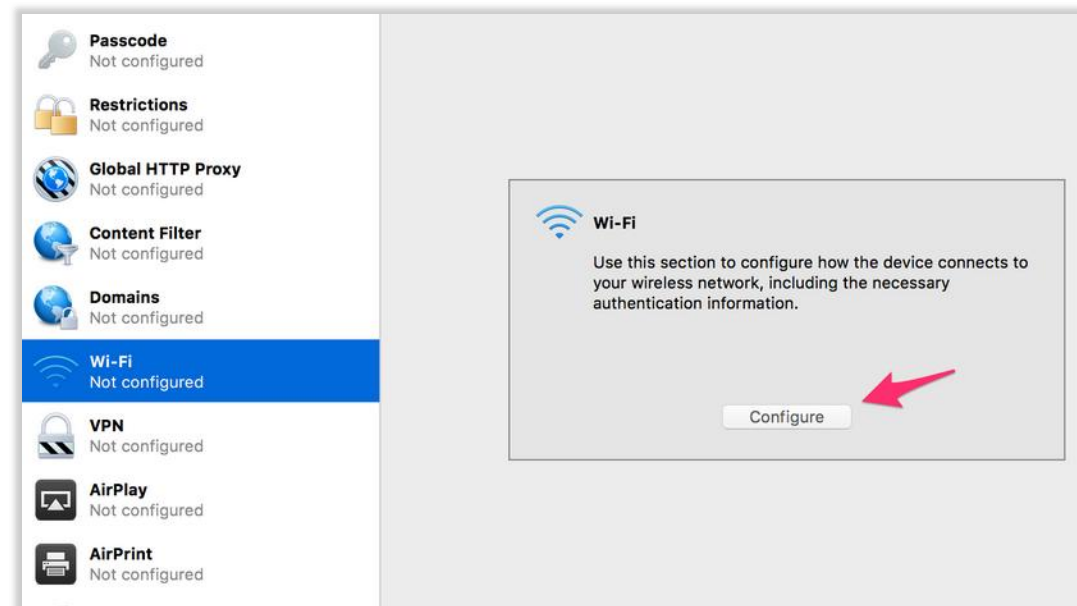 Passcode
Not configured
Restrictions
Not configured
Global HTTP Proxy
Not configured
Content Filter
Not configured
Domains
Not configured
Wi-Fi
Not configured
VPN
Not configured
AirPlay
Not configured
AirPrint
Not configured
Wi-Fi
Use this section to configure how the device connects to
your wireless network, including the necessary
authentication information.
Configure